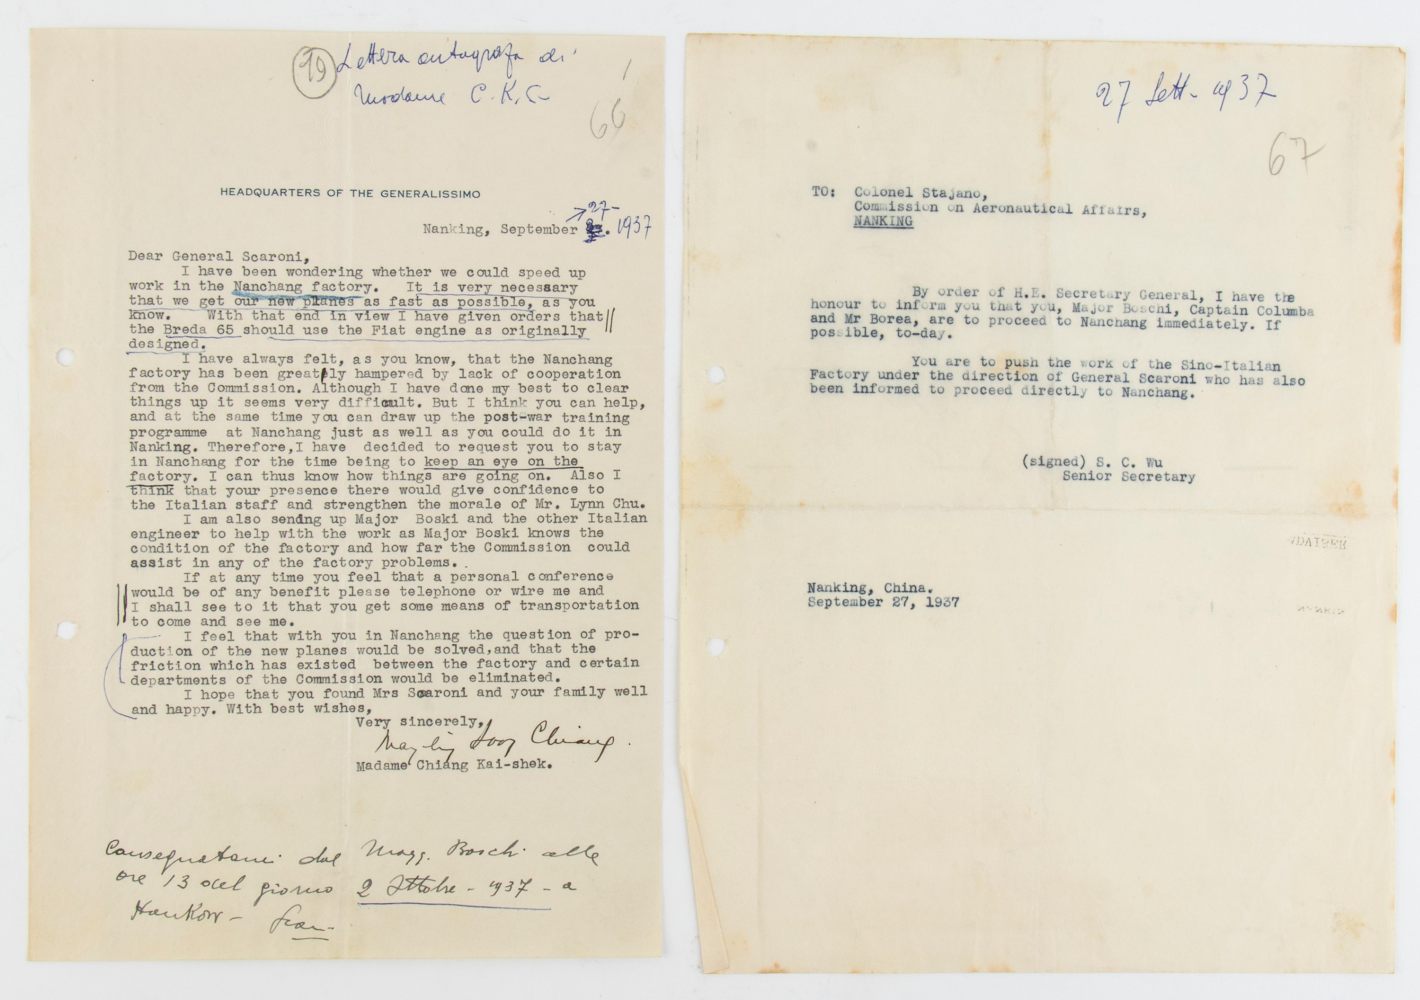 19 Lettera autografa di
Madame C.K.C- 1
66
HEADQUARTERS OF THE GENERALISSIMO
27-
Nanking, September . 1937
Dear General Scaroni,
I have been wondering whether we could speed up
work in the Nanchang factory. It is very necessary
that we get our new planes as fast as possible, as you
know. With that end in view I have given orders that
the Breda 65 should use the Fiat engine as originally
designed.
I have always felt, as you know, that the Nanchang
factory has been greatly hampered by lack of cooperation
from the Commission. Although I have done my best to clear
things up it seems very difficult. But I think you can help,
and at the same time you can draw up the post-war training
programme at Nanchang just as well as you could do it in
Nanking. Therefore, I have decided to request you to stay
in Nanchang for the time being to keep an eye on the
factory. I can thus know how things are going on. Also I
think that your presence there would give confidence to
the Italian staff and strengthen the morale of Mr. Lynn Chu.
I am also sending up Major Boski and the other Italian
engineer to help with the work as Major Boski knows the
condition of the factory and how far the Commission could
assist in any of the factory problems..
If at any time you feel that a personal conference
would be of any benefit please telephone or wire me and
I shall see to it that you get some means of transportation
to come and see me.
I feel that with you in Nanchang the question of pro-
duction of the new planes would be solved,and that the
friction which has existed between the factory and certain
departments of the Commission would be eliminated.
I hope that you found Mrs Scaroni and your family well
and happy. With best wishes,
Very sincerely,
Mayling Soong Chiang.
Madame Chiang Kai-shek.
Consegnatami dal Magg. Boschi alle
ore 13 del giorno 2 Ottobre - 1937 - a
Hankow - Scar-
27 Sett- 1937
67
TO: Colonel Stajano,
Commission on Aeronautical Affairs,
NANKING
By order of H.E. Secretary General, I have the
honour to inform you that you, Major Boschi, Captain Columba
and Mr Borea, are to proceed to Nanchang immediately. If
possible, to-day.
You are to push the work of the Sino-Italian
Factory under the direction of General Scaroni who has also
been informed to proceed directly to Nanchang.
(signed) S. C. Wu
Senior Secretary
Nanking, China.
September 27, 1937